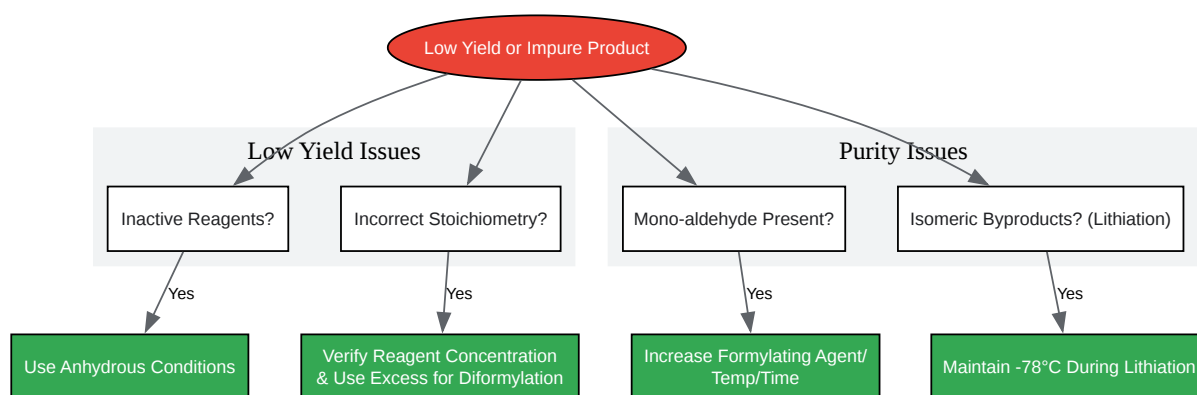 Low Yield or Impure Product
Low Yield Issues
Purity Issues
Inactive Reagents?
Incorrect Stoichiometry?
Mono-aldehyde Present?
Isomeric Byproducts? (Lithiation)
Yes
Yes
Yes
Yes
Use Anhydrous Conditions
Verify Reagent Concentration
& Use Excess for Diformylation
Increase Formylating Agent/
Temp/Time
Maintain -78°C During Lithiation